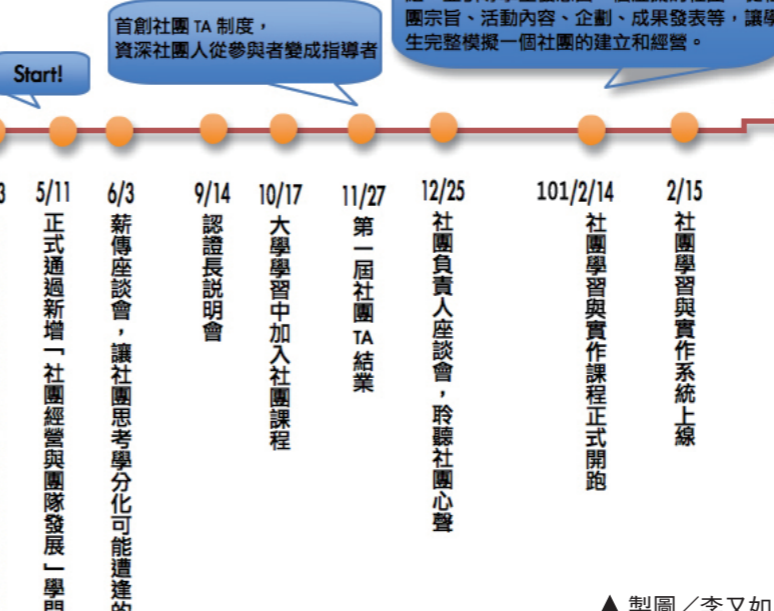 首創社團 TA 制度，
資深社團人從參與者變成指導者
團宗旨、活動內容、企劃、成果發表等，讓學
生完整模擬一個社團的建立和經營。
Start!
3
5/11
正式通過新增「社團經營與團隊發展」學門
6/3
薪傳座談會，讓社團思考學分化可能遭逢的
9/14
認證長說明會
10/17
大學學習中加入社團課程
11/27
第一屆社團 TA 結業
12/25
社團負責人座談會，聆聽社團心聲
101/2/14
社團學習與實作課程正式開跑
2/15
社團學習與實作系統上線
▲ 製圖／李又如